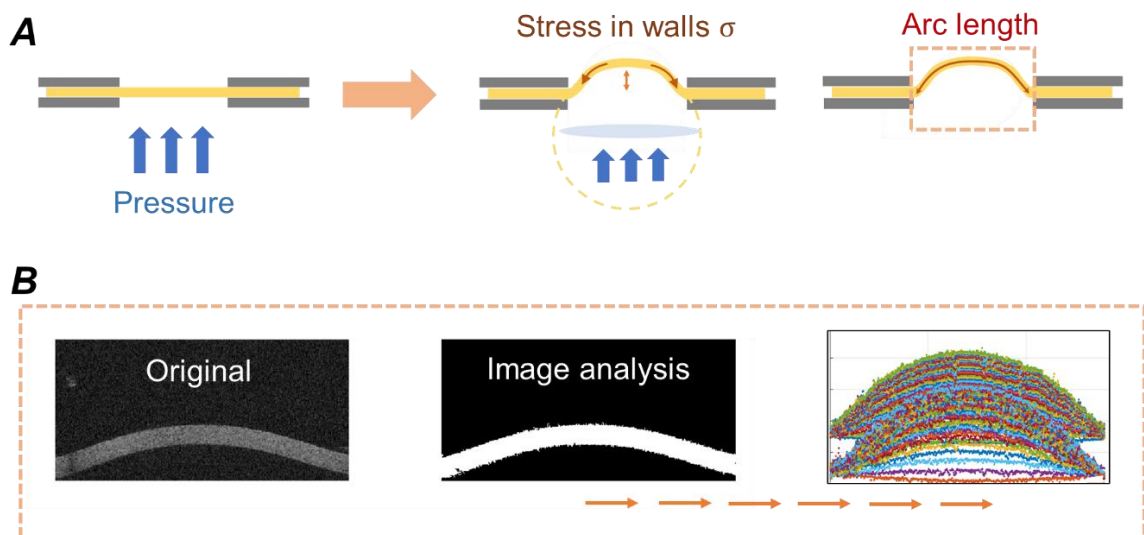 A
Stress in walls σ
Arc length
Pressure
B
Original
Image analysis